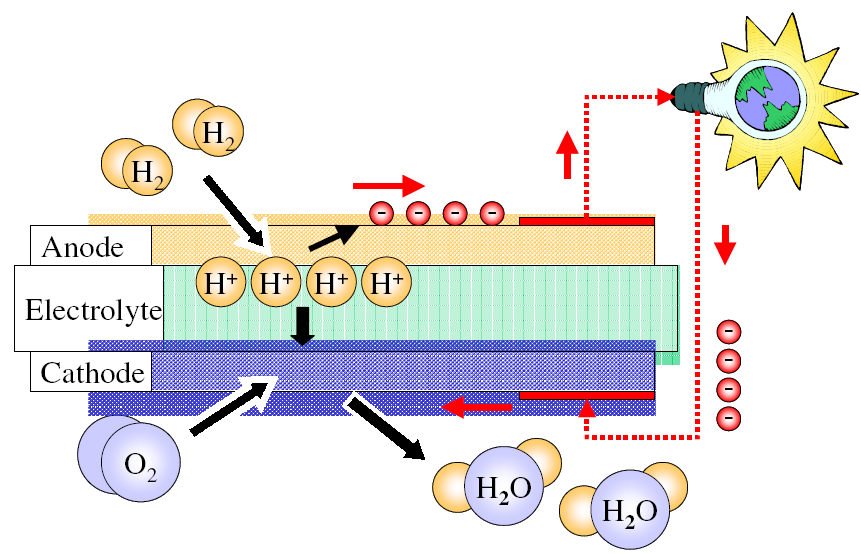 H₂
H₂
Anode
H⁺ H⁺ H⁺ H⁺
Electrolyte
Cathode
O₂
H₂O
H₂O
- - - -
-
-
-
-